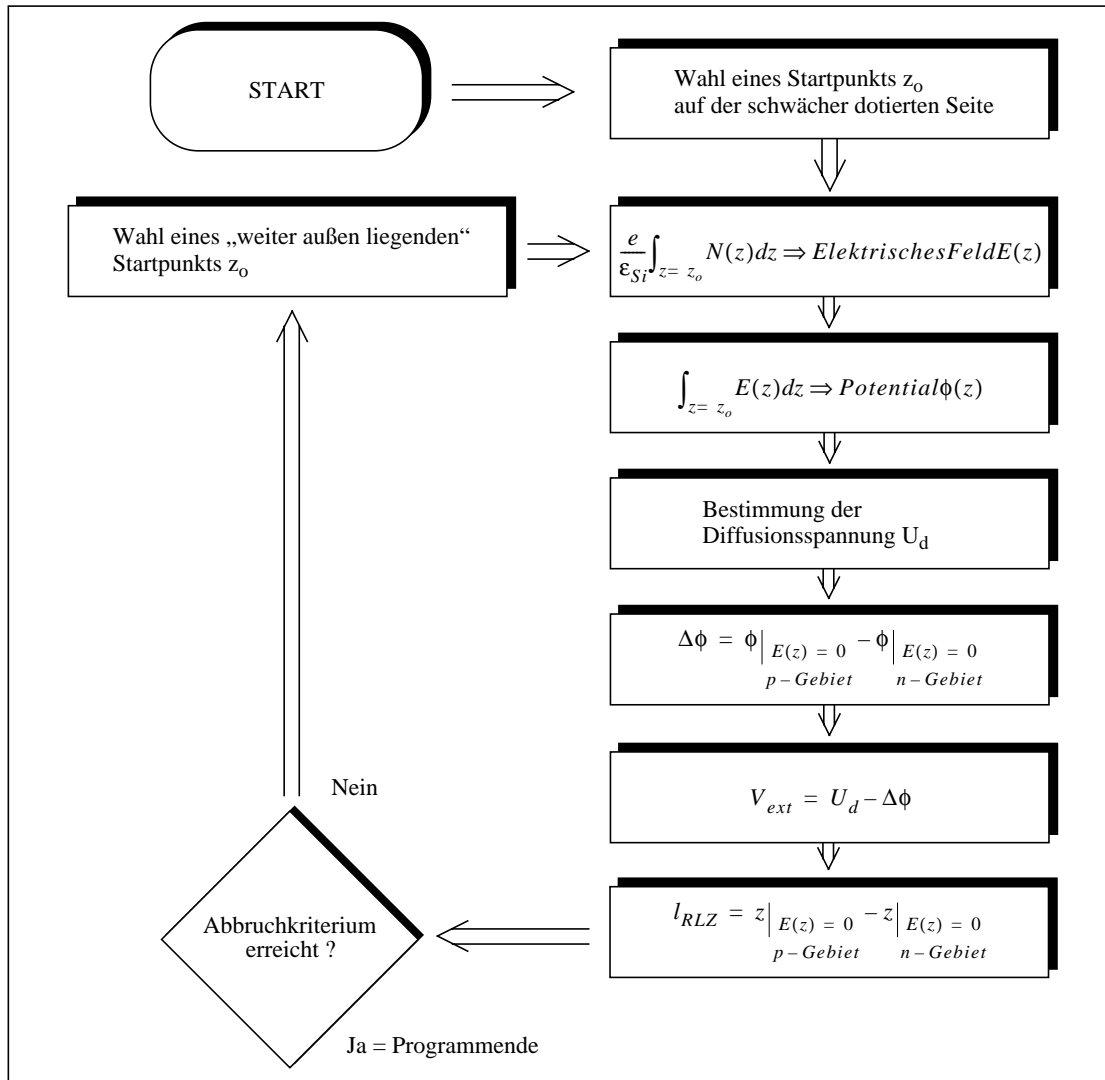 START
Wahl eines Startpunkts z_o
auf der schwächer dotierten Seite
Wahl eines „weiter außen liegenden“
Startpunkts z_o
e/ε_Si ∫_{z= z_o} N(z)dz ⇒ ElektrischesFeldE(z)
∫_{z= z_o} E(z)dz ⇒ Potentialϕ(z)
Bestimmung der
Diffusionsspannung U_d
Δϕ = ϕ|_{E(z) = 0} − ϕ|_{E(z) = 0}
p – Gebiet n – Gebiet
V_ext = U_d – Δϕ
l_RLZ = z|_{E(z) = 0} − z|_{E(z) = 0}
p – Gebiet n – Gebiet
Nein
Abbruchkriterium
erreicht ?
Ja = Programmende